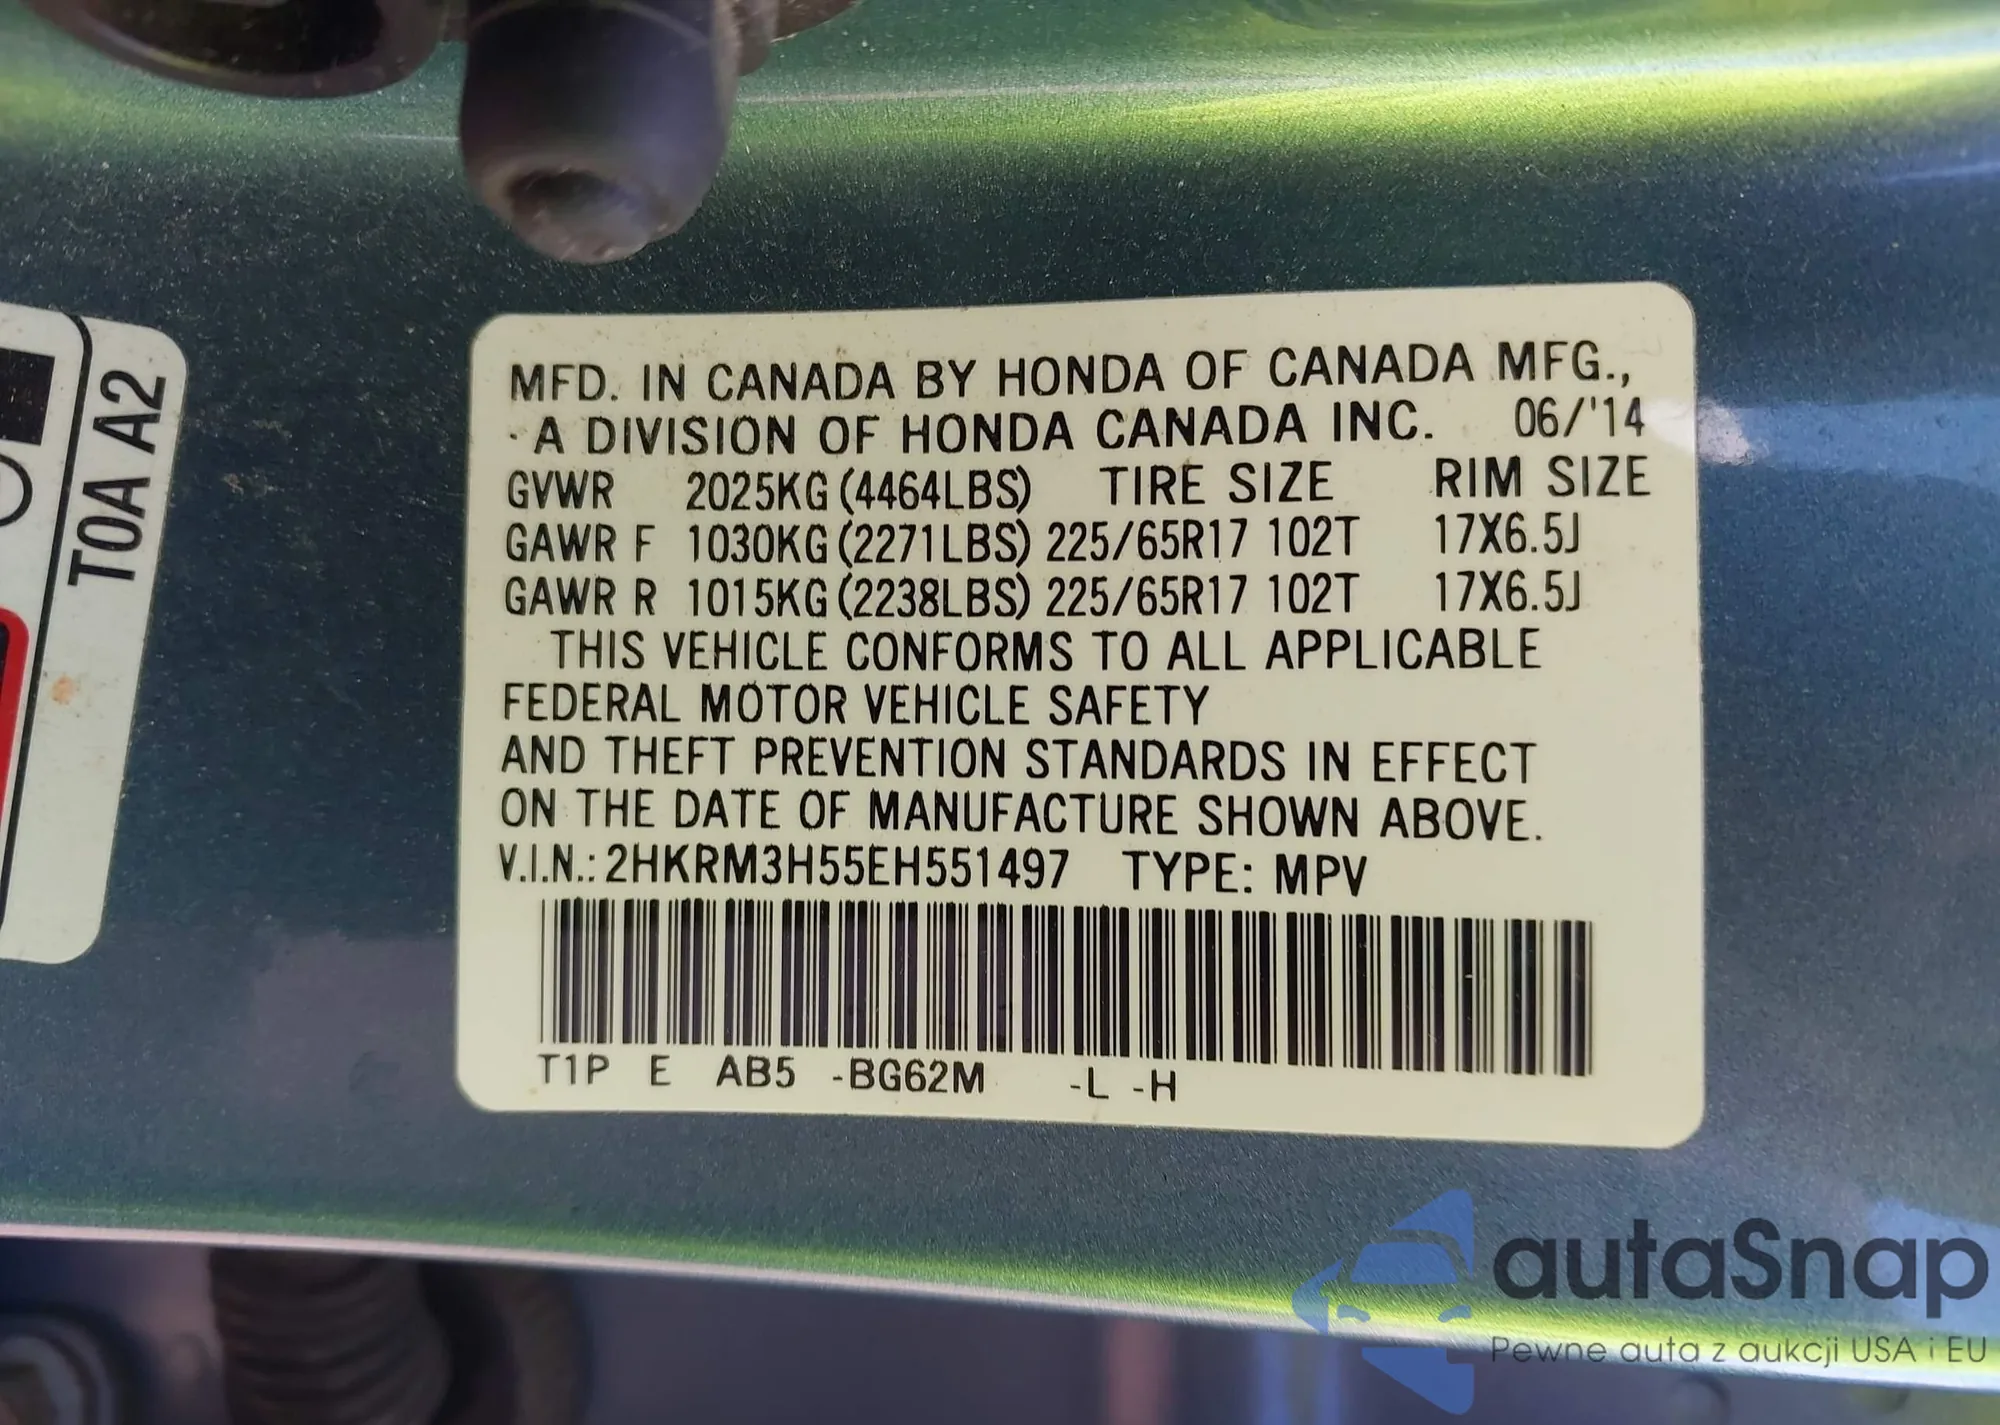 MFD. IN CANADA BY HONDA OF CANADA MFG.,
A DIVISION OF HONDA CANADA INC. 06/'14
GVWR 2025KG (4464LBS) TIRE SIZE RIM SIZE
GAWR F 1030KG (2271LBS) 225/65R17 102T 17X6.5J
GAWR R 1015KG (2238LBS) 225/65R17 102T 17X6.5J
THIS VEHICLE CONFORMS TO ALL APPLICABLE
FEDERAL MOTOR VEHICLE SAFETY
AND THEFT PREVENTION STANDARDS IN EFFECT
ON THE DATE OF MANUFACTURE SHOWN ABOVE.
V.I.N.: 2HKRM3H55EH551497 TYPE: MPV
T1P E AB5 -BG62M -L -H
T0A A2
autaSnap
Pewne auta z aukcji USA i EU